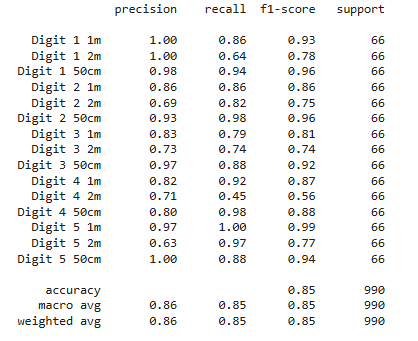 precision recall f1-score support
Digit 1 1m 1.00 0.86 0.93 66
Digit 1 2m 1.00 0.64 0.78 66
Digit 1 50cm 0.98 0.94 0.96 66
Digit 2 1m 0.86 0.86 0.86 66
Digit 2 2m 0.69 0.82 0.75 66
Digit 2 50cm 0.93 0.98 0.96 66
Digit 3 1m 0.83 0.79 0.81 66
Digit 3 2m 0.73 0.74 0.74 66
Digit 3 50cm 0.97 0.88 0.92 66
Digit 4 1m 0.82 0.92 0.87 66
Digit 4 2m 0.71 0.45 0.56 66
Digit 4 50cm 0.80 0.98 0.88 66
Digit 5 1m 0.97 1.00 0.99 66
Digit 5 2m 0.63 0.97 0.77 66
Digit 5 50cm 1.00 0.88 0.94 66
accuracy 0.85 990
macro avg 0.86 0.85 0.85 990
weighted avg 0.86 0.85 0.85 990